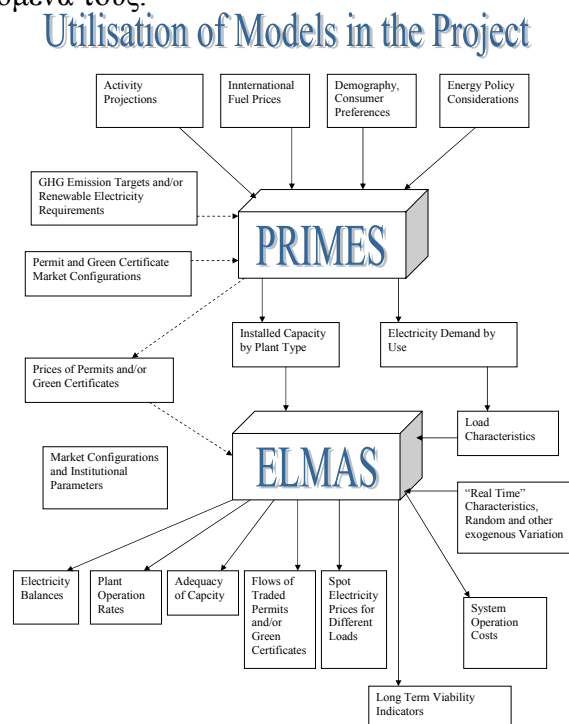 ομένα τους.
Utilisation of Models in the Project
Activity
Projections
Innternational
Fuel Prices
Demography,
Consumer
Preferences
Energy Policy
Considerations
GHG Emission Targets and/or
Renewable Electricity
Requirements
PRIMES
Permit and Green Certificate
Market Configurations
Installed Capacity
by Plant Type
Electricity Demand by
Use
Prices of Permits and/or
Green Certificates
Load
Characteristics
Market Configurations
and Institutional
Parameters
ELMAS
“Real Time”
Characteristics,
Random and other
exogenous Variation
Electricity
Balances
Plant
Operation
Rates
Adequacy
of Capcity
Flows of
Traded
Permits
and/or
Green
Certificates
Spot
Electricity
Prices for
Different
Loads
System
Operation
Costs
Long Term Viability
Indicators